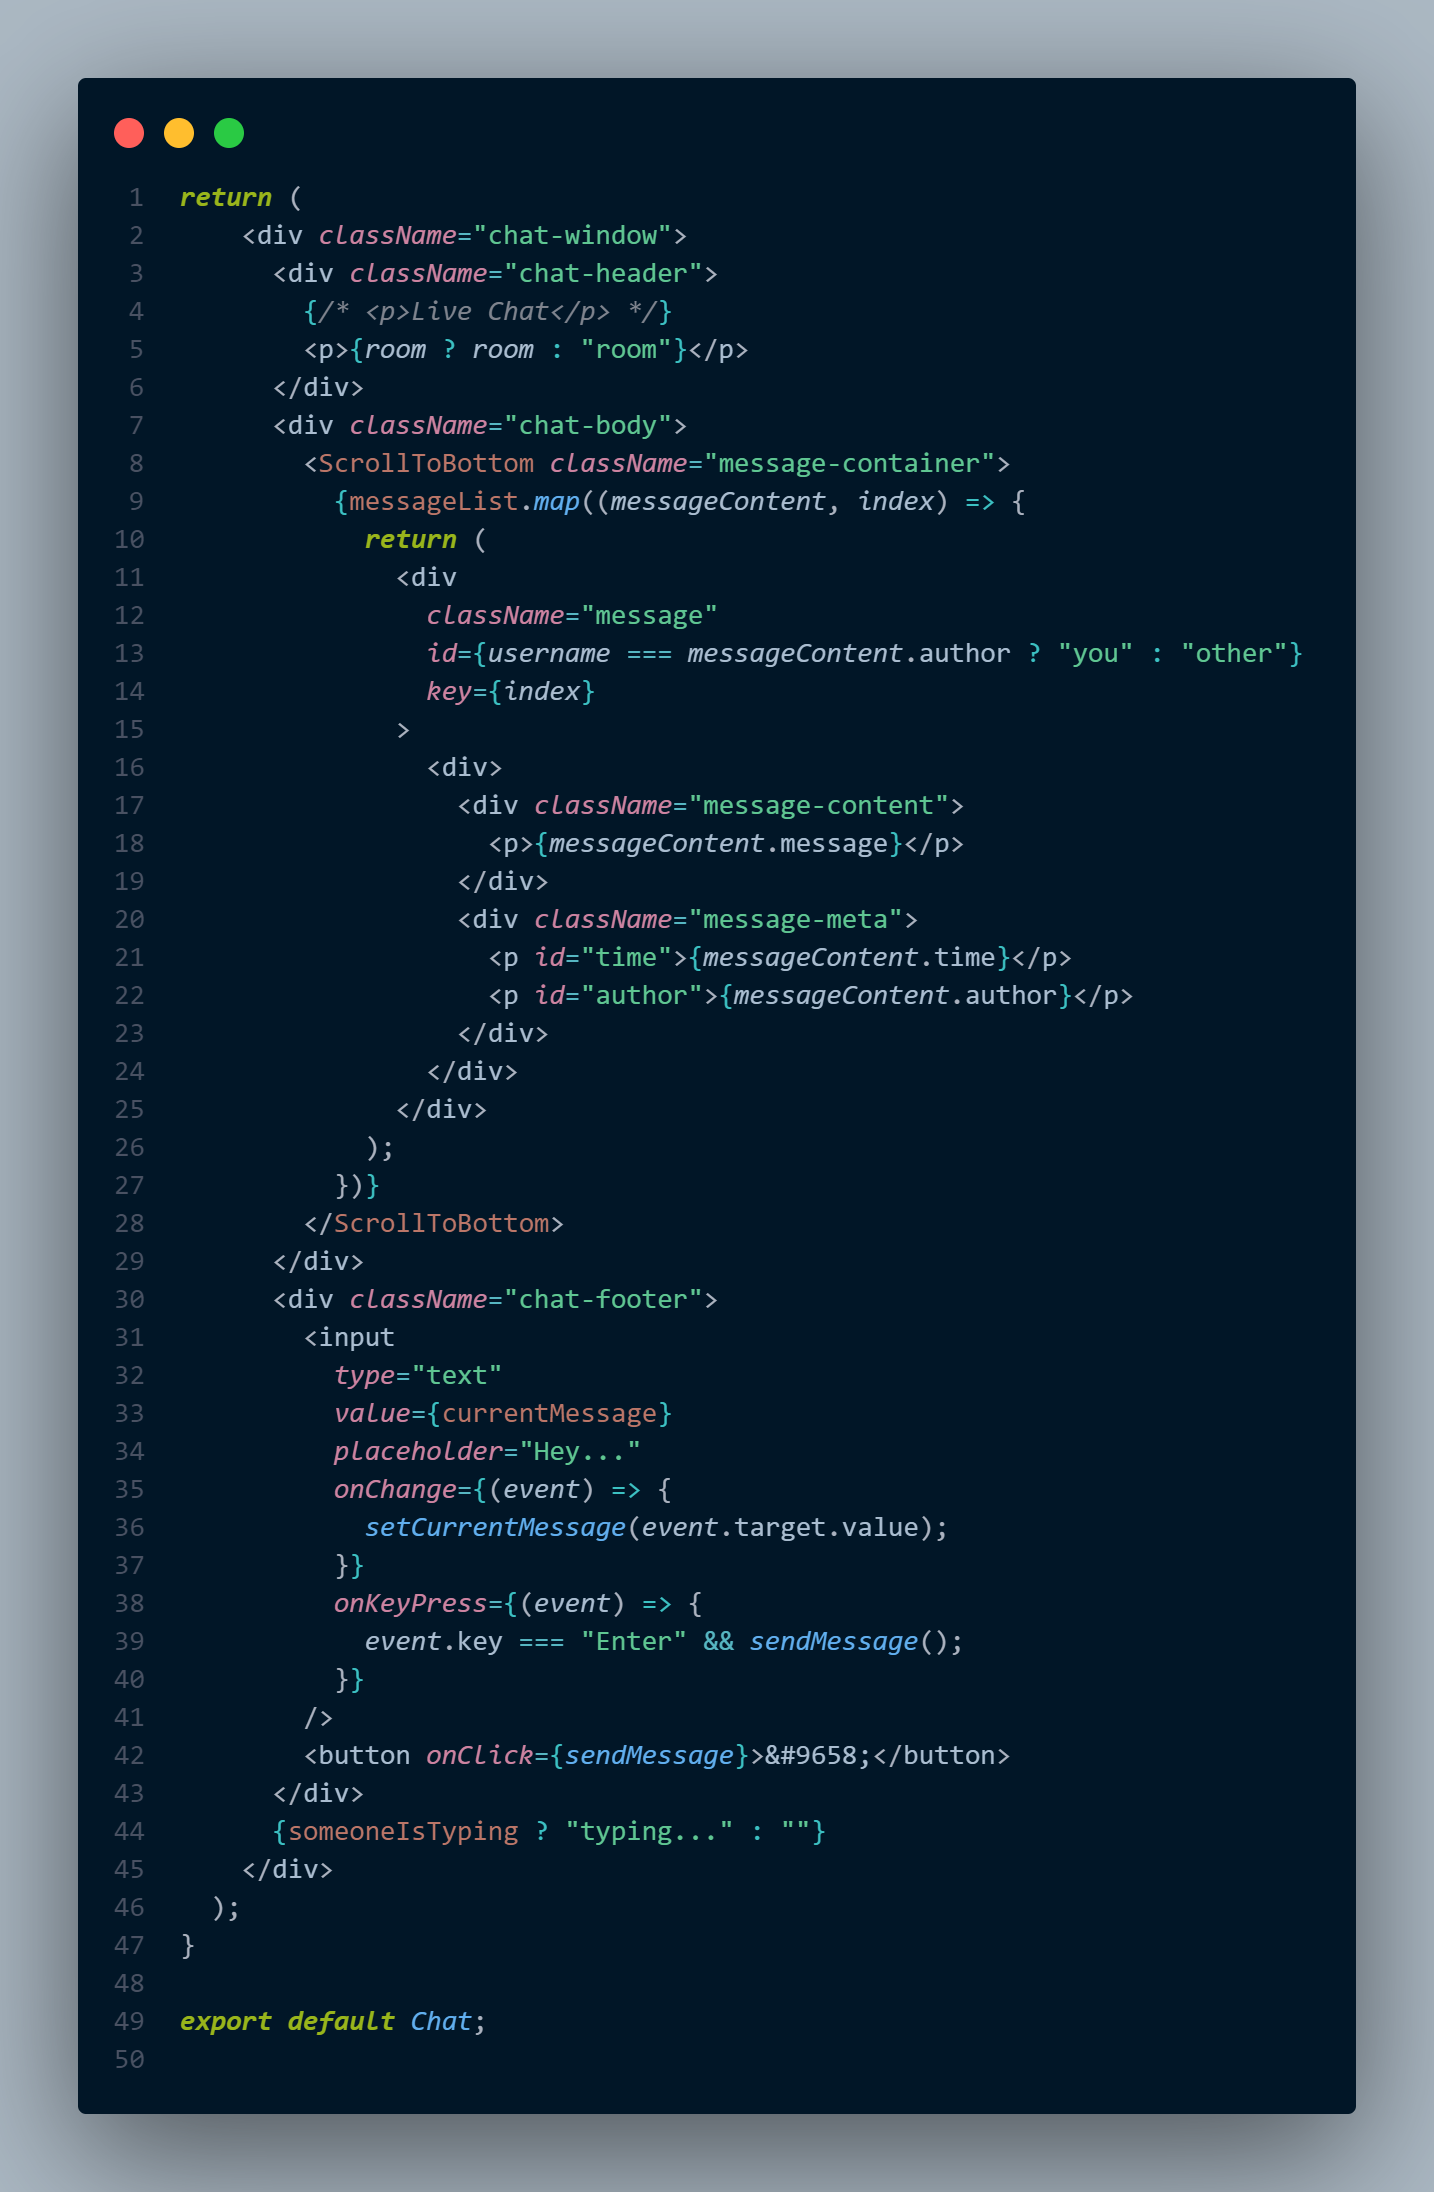 1 return (
2 <div className="chat-window">
3 <div className="chat-header">
4 {/* <p>Live Chat</p> */}
5 <p>{room ? room : "room"}</p>
6 </div>
7 <div className="chat-body">
8 <ScrollToBottom className="message-container">
9 {messageList.map((messageContent, index) => {
10 return (
11 <div
12 className="message"
13 id={username === messageContent.author ? "you" : "other"}
14 key={index}
15 >
16 <div>
17 <div className="message-content">
18 <p>{messageContent.message}</p>
19 </div>
20 <div className="message-meta">
21 <p id="time">{messageContent.time}</p>
22 <p id="author">{messageContent.author}</p>
23 </div>
24 </div>
25 </div>
26 );
27 })}
28 </ScrollToBottom>
29 </div>
30 <div className="chat-footer">
31 <input
32 type="text"
33 value={currentMessage}
34 placeholder="Hey..."
35 onChange={(event) => {
36 setCurrentMessage(event.target.value);
37 }}
38 onKeyPress={(event) => {
39 event.key === "Enter" && sendMessage();
40 }}
41 />
42 <button onClick={sendMessage}>&#9658;</button>
43 </div>
44 {someoneIsTyping ? "typing..." : ""}
45 </div>
46 );
47 }
48
49 export default Chat;
50